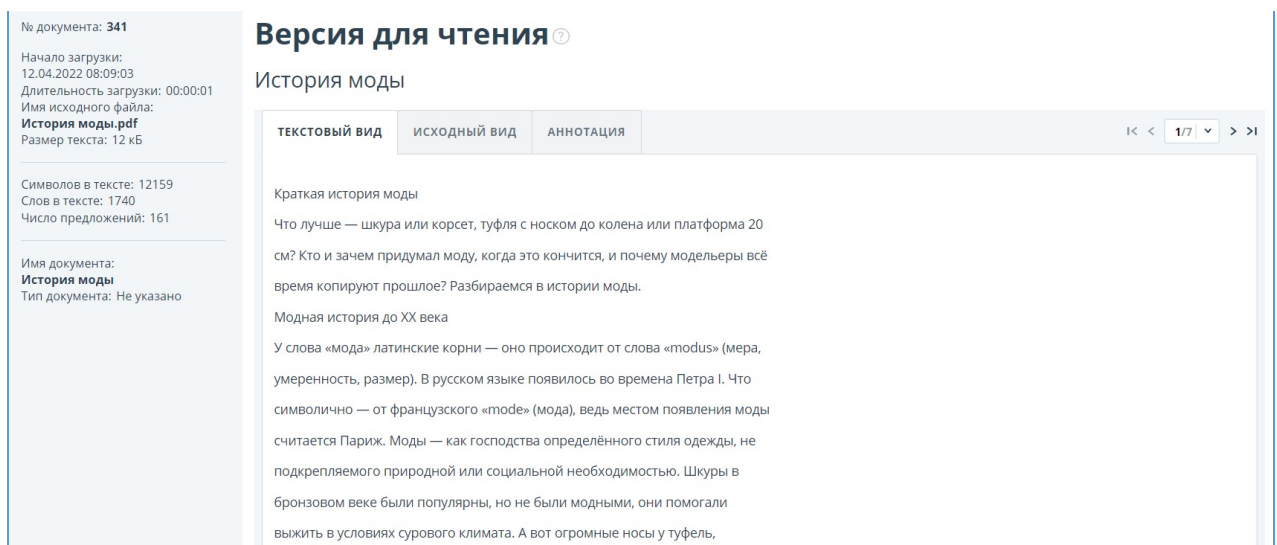 № документа: 341
Начало загрузки:
12.04.2022 08:09:03
Длительность загрузки: 00:00:01
Имя исходного файла:
История моды.pdf
Размер текста: 12 кБ
Символов в тексте: 12159
Слов в тексте: 1740
Число предложений: 161
Имя документа:
История моды
Тип документа: Не указано
Версия для чтения ?
История моды
ТЕКСТОВЫЙ ВИД ИСХОДНЫЙ ВИД АННОТАЦИЯ 1/7
Краткая история моды
Что лучше — шкура или корсет, туфля с носком до колена или платформа 20
см? Кто и зачем придумал моду, когда это кончится, и почему модельеры всё
время копируют прошлое? Разбираемся в истории моды.
Модная история до XX века
У слова «мода» латинские корни — оно происходит от слова «modus» (мера,
умеренность, размер). В русском языке появилось во времена Петра I. Что
символично — от французского «mode» (мода), ведь местом появления моды
считается Париж. Моды — как господства определённого стиля одежды, не
подкрепляемого природной или социальной необходимостью. Шкуры в
бронзовом веке были популярны, но не были модными, они помогали
выжить в условиях сурового климата. А вот огромные носы у туфель,